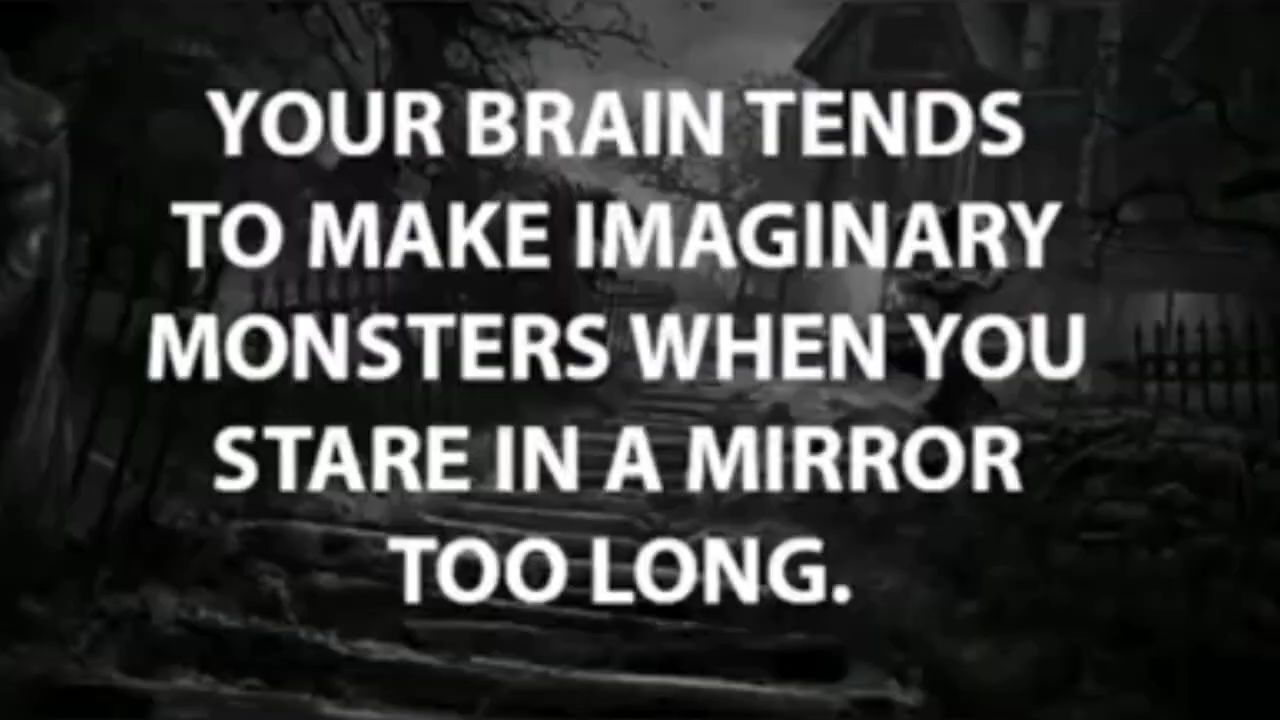 YOUR BRAIN TENDS
TO MAKE IMAGINARY
MONSTERS WHEN YOU
STARE IN A MIRROR
TOO LONG.